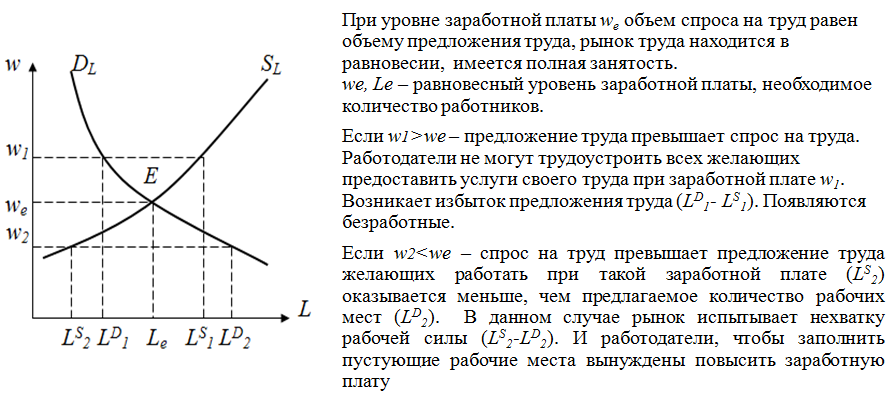 w
D_L
S_L
w1
E
w_e
w2
L
L^S_2 L^D_1 L_e L^S_1 L^D_2
При уровне заработной платы w_e объем спроса на труд равен
объему предложения труда, рынок труда находится в
равновесии, имеется полная занятость.
we, Le – равновесный уровень заработной платы, необходимое
количество работников.
Если w1>we – предложение труда превышает спрос на труда.
Работодатели не могут трудоустроить всех желающих
предоставить услуги своего труда при заработной плате w_1.
Возникает избыток предложения труда (L^D_1- L^S_1). Появляются
безработные.
Если w2<we – спрос на труд превышает предложение труда
желающих работать при такой заработной плате (L^S_2)
оказывается меньше, чем предлагаемое количество рабочих
мест (L^D_2). В данном случае рынок испытывает нехватку
рабочей силы (L^S_2-L^D_2). И работодатели, чтобы заполнить
пустующие рабочие места вынуждены повысить заработную
плату